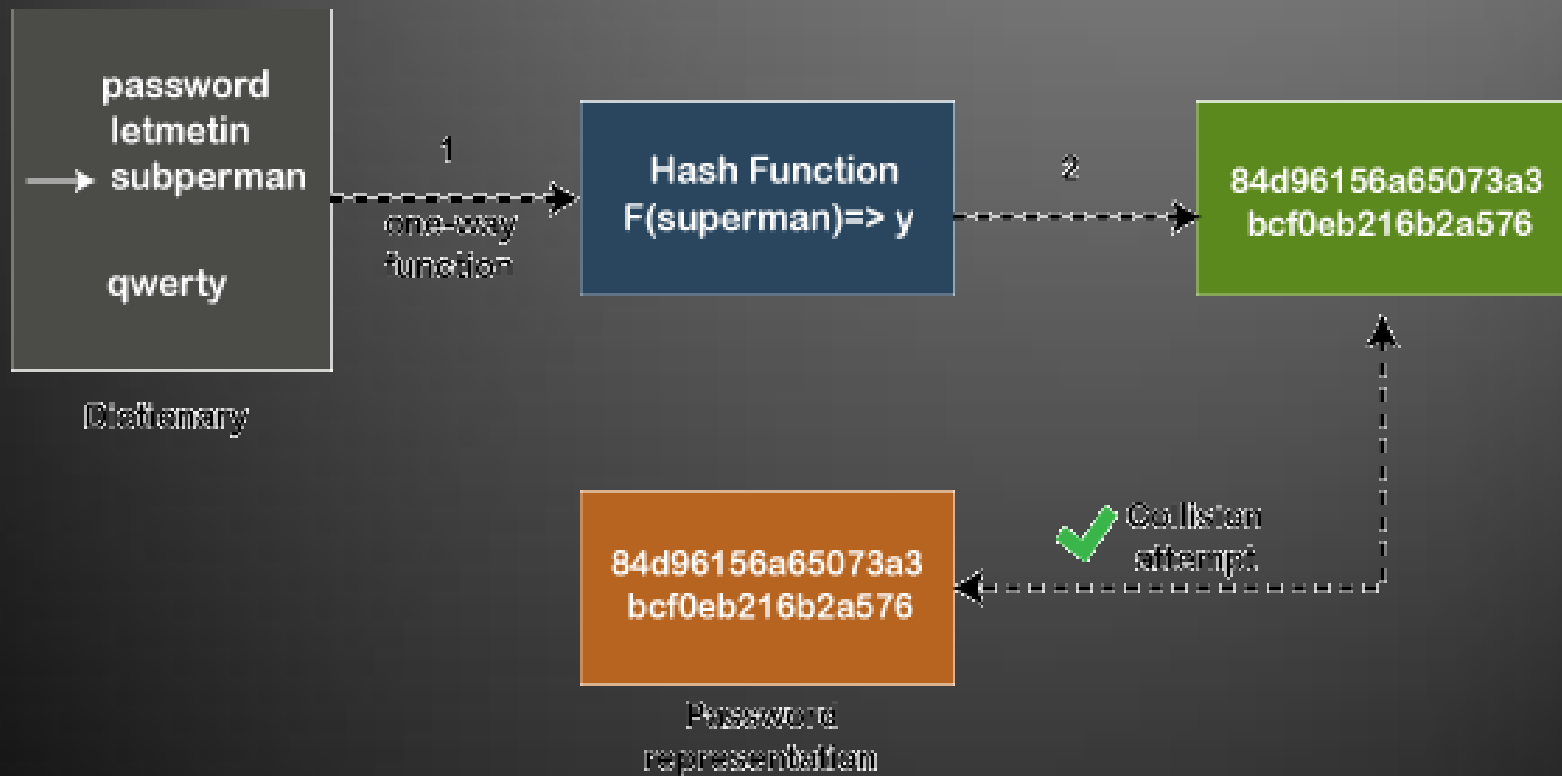 password
letmetin
subperman
qwerty
Dictionary
1
one-way
function
Hash Function
F(superman)=> y
2
84d96156a65073a3
bcf0eb216b2a576
84d96156a65073a3
bcf0eb216b2a576
Collision
attempt
Password
representation